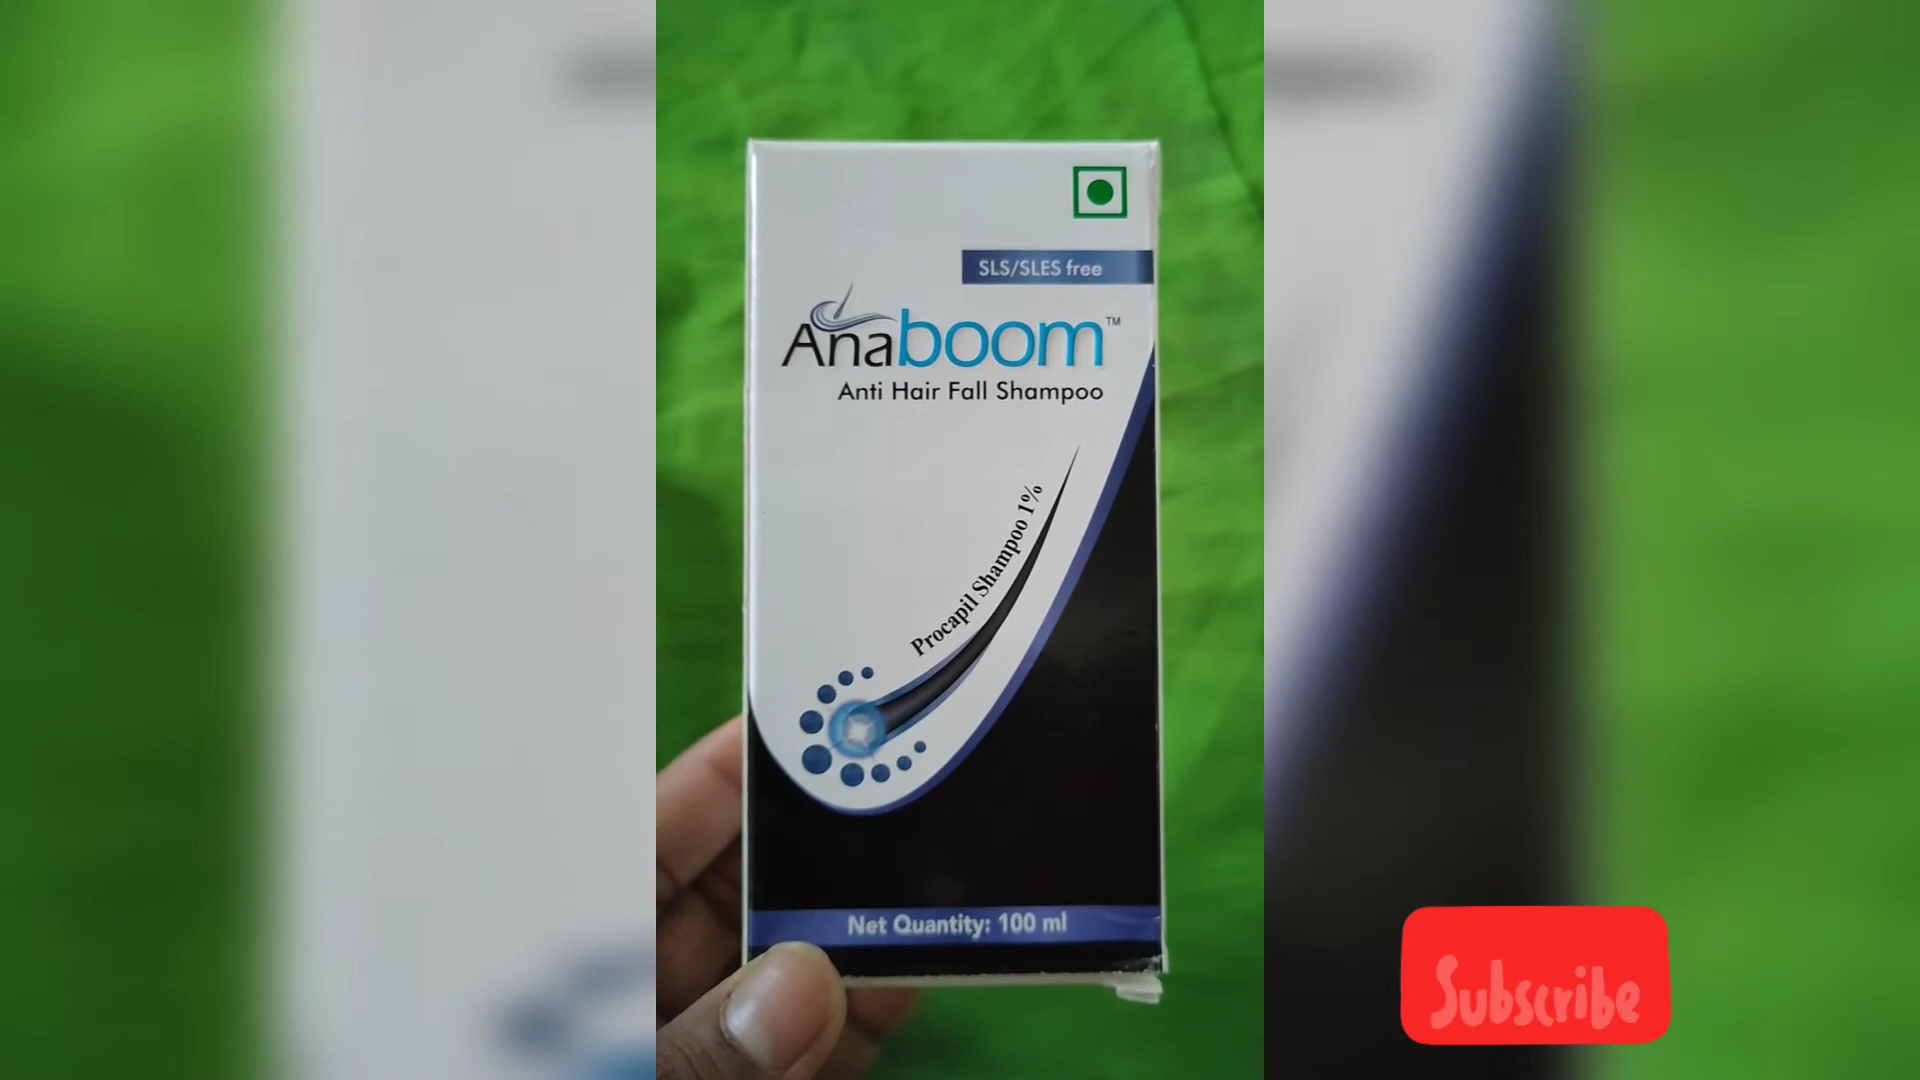 SLS/SLES free
Anaboom™
Anti Hair Fall Shampoo
Procapil Shampoo 1%
Net Quantity: 100 ml
Subscribe